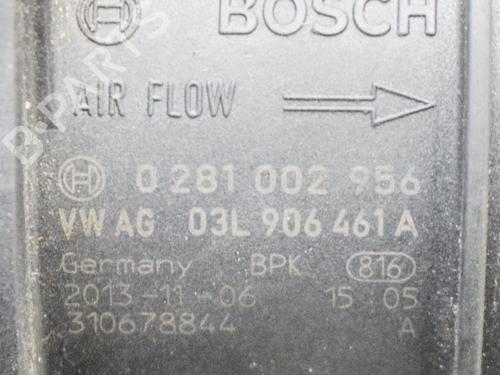 BOSCH
AIR FLOW
0 281 002 956
VW AG 03L 906 461 A
Germany BPK 816
2013-11-06 15:05
310678844 A
B-PARTS